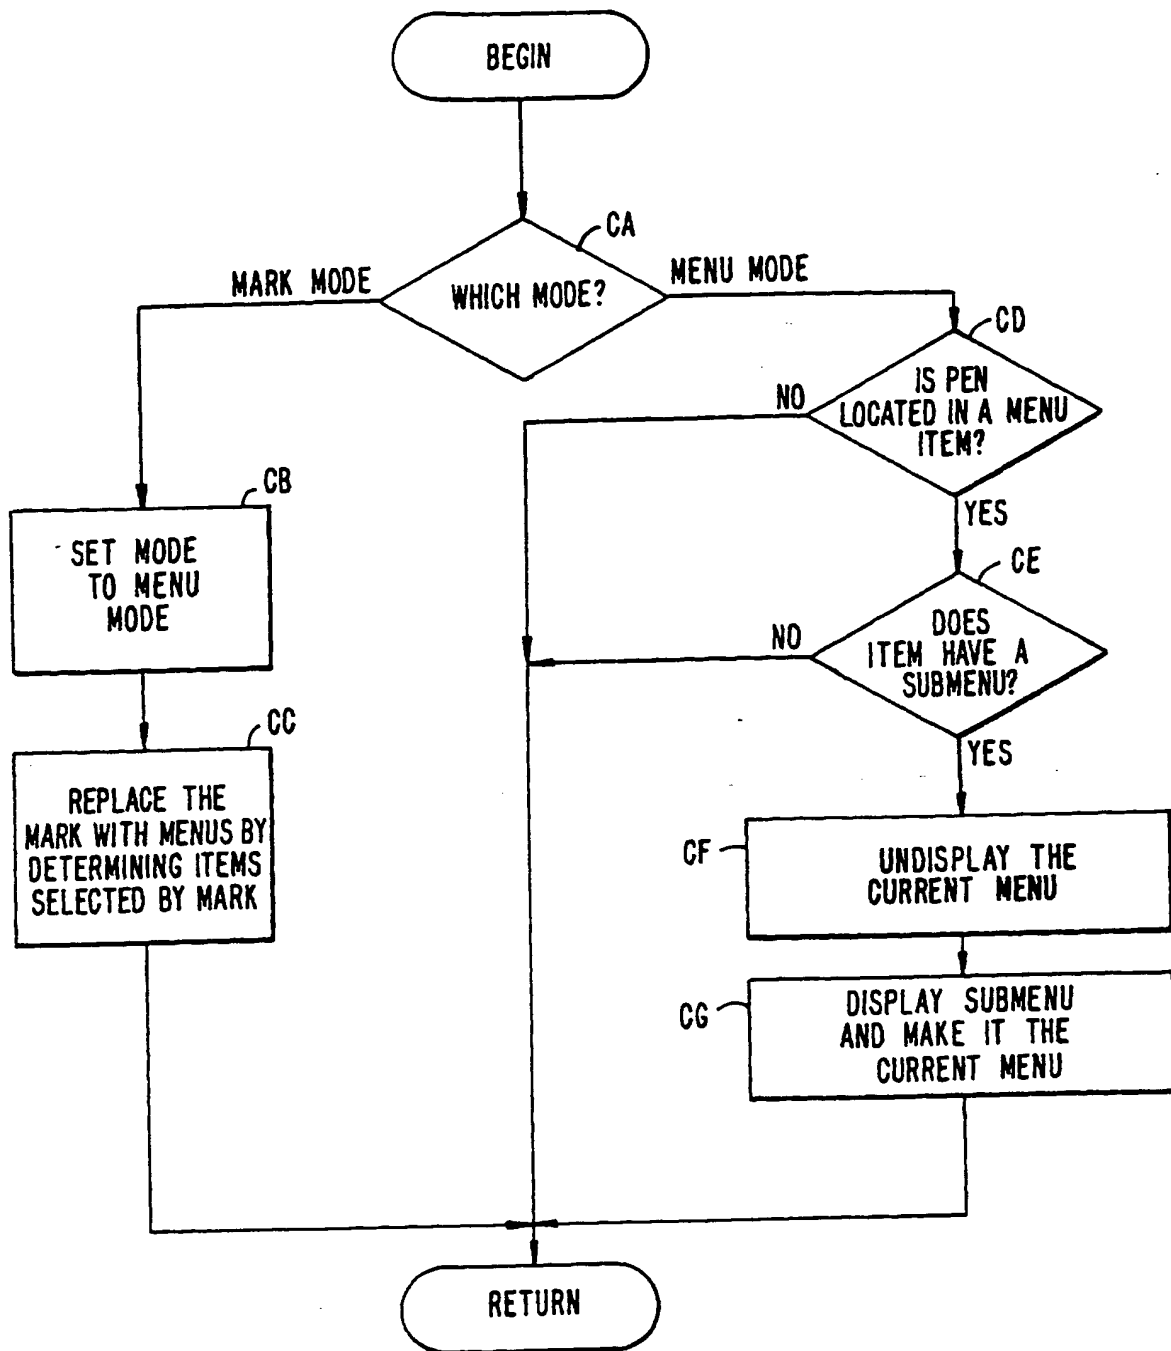 BEGIN
CA
WHICH MODE?
MARK MODE
MENU MODE
CD
IS PEN
LOCATED IN A MENU
ITEM?
NO
YES
CB
SET MODE
TO MENU
MODE
CE
DOES
ITEM HAVE A
SUBMENU?
NO
YES
CC
REPLACE THE
MARK WITH MENUS BY
DETERMINING ITEMS
SELECTED BY MARK
CF
UNDISPLAY THE
CURRENT MENU
CG
DISPLAY SUBMENU
AND MAKE IT THE
CURRENT MENU
RETURN